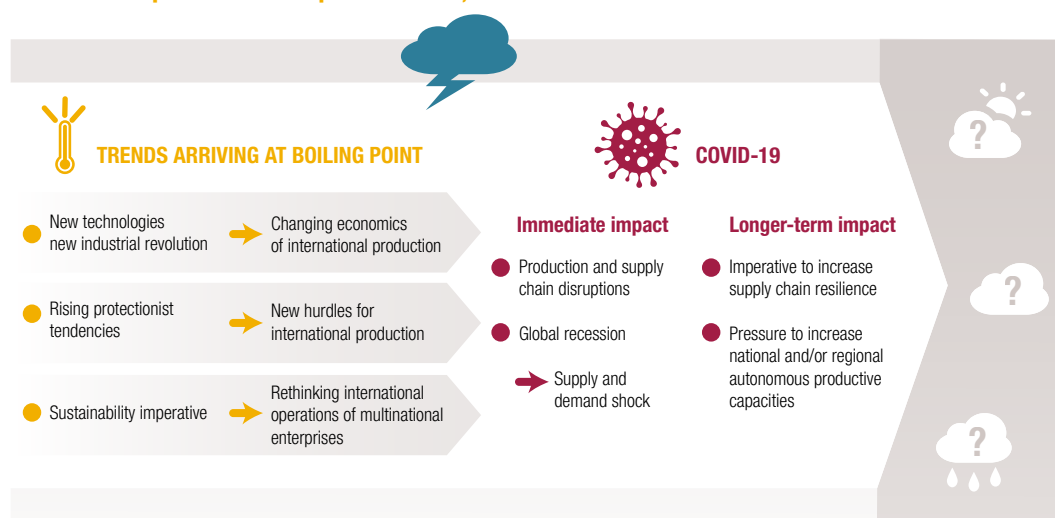 TRENDS ARRIVING AT BOILING POINT
New technologies
new industrial revolution
Changing economics
of international production
Rising protectionist
tendencies
New hurdles for
international production
Sustainability imperative
Rethinking international
operations of multinational
enterprises
COVID-19
Immediate impact
Production and supply
chain disruptions
Global recession
Supply and
demand shock
Longer-term impact
Imperative to increase
supply chain resilience
Pressure to increase
national and/or regional
autonomous productive
capacities
?
?
?